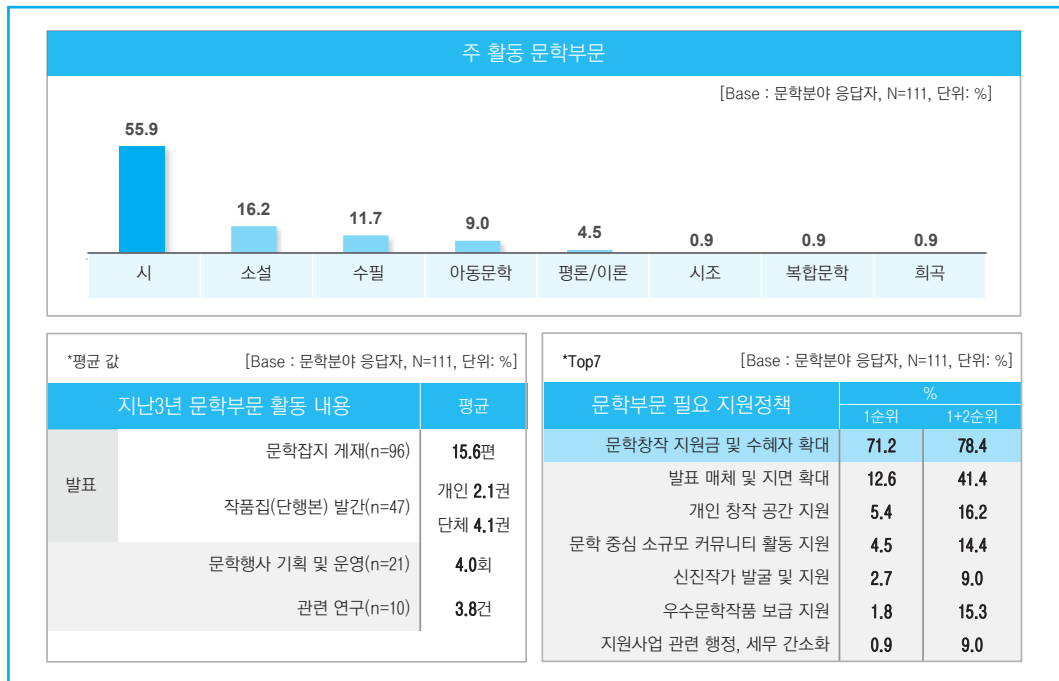 주 활동 문학부문
[Base : 문학분야 응답자, N=111, 단위: %]
55.9
16.2
11.7
9.0
4.5
0.9
0.9
0.9
시
소설
수필
아동문학
평론/이론
시조
복합문학
희곡
*평균 값
[Base : 문학분야 응답자, N=111, 단위: %]
지난3년 문학부문 활동 내용
평균
발표
문학잡지 게재(n=96)
15.6편
작품집(단행본) 발간(n=47)
개인 2.1권
단체 4.1권
문학행사 기획 및 운영(n=21)
4.0회
관련 연구(n=10)
3.8건
*Top7
[Base : 문학분야 응답자, N=111, 단위: %]
문학부문 필요 지원정책
%
1순위
1+2순위
문학창작 지원금 및 수혜자 확대
71.2
78.4
발표 매체 및 지면 확대
12.6
41.4
개인 창작 공간 지원
5.4
16.2
문학 중심 소규모 커뮤니티 활동 지원
4.5
14.4
신진작가 발굴 및 지원
2.7
9.0
우수문학작품 보급 지원
1.8
15.3
지원사업 관련 행정, 세무 간소화
0.9
9.0